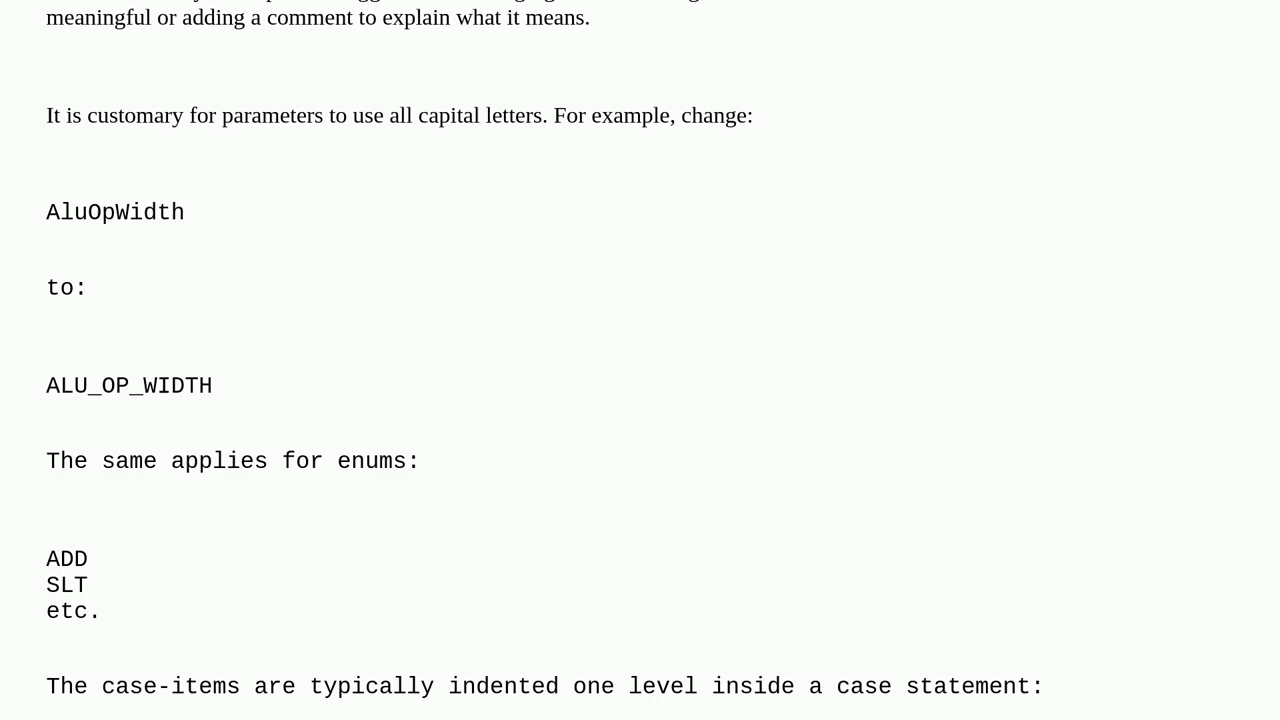 meaningful or adding a comment to explain what it means.
It is customary for parameters to use all capital letters. For example, change:
AluOpWidth
to:
ALU_OP_WIDTH
The same applies for enums:
ADD
SLT
etc.
The case-items are typically indented one level inside a case statement: